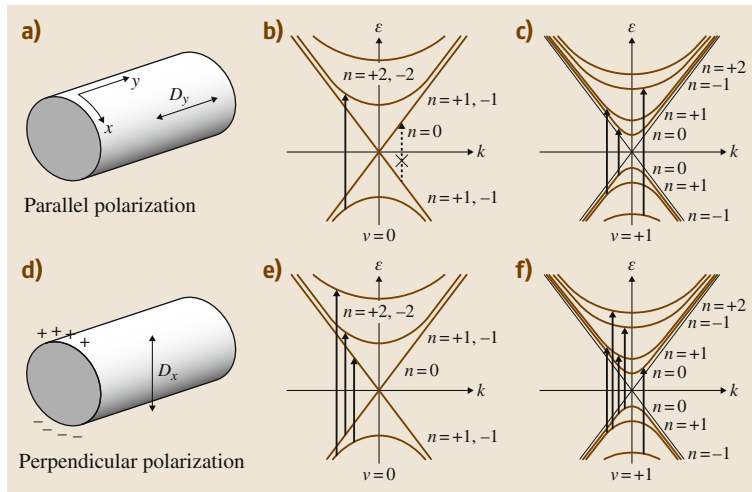 a)
y
D_y
x
Parallel polarization
b)
ε
n = +2, −2
n = +1, −1
n = 0
k
n = +1, −1
ν = 0
c)
ε
n = +2
n = −1
n = +1
n = 0
k
n = 0
n = +1
n = −1
ν = +1
d)
+ + + +
D_x
− − − −
Perpendicular polarization
e)
ε
n = +2, −2
n = +1, −1
n = 0
k
n = +1, −1
ν = 0
f)
ε
n = +2
n = −1
n = +1
n = 0
k
n = 0
n = +1
n = −1
ν = +1